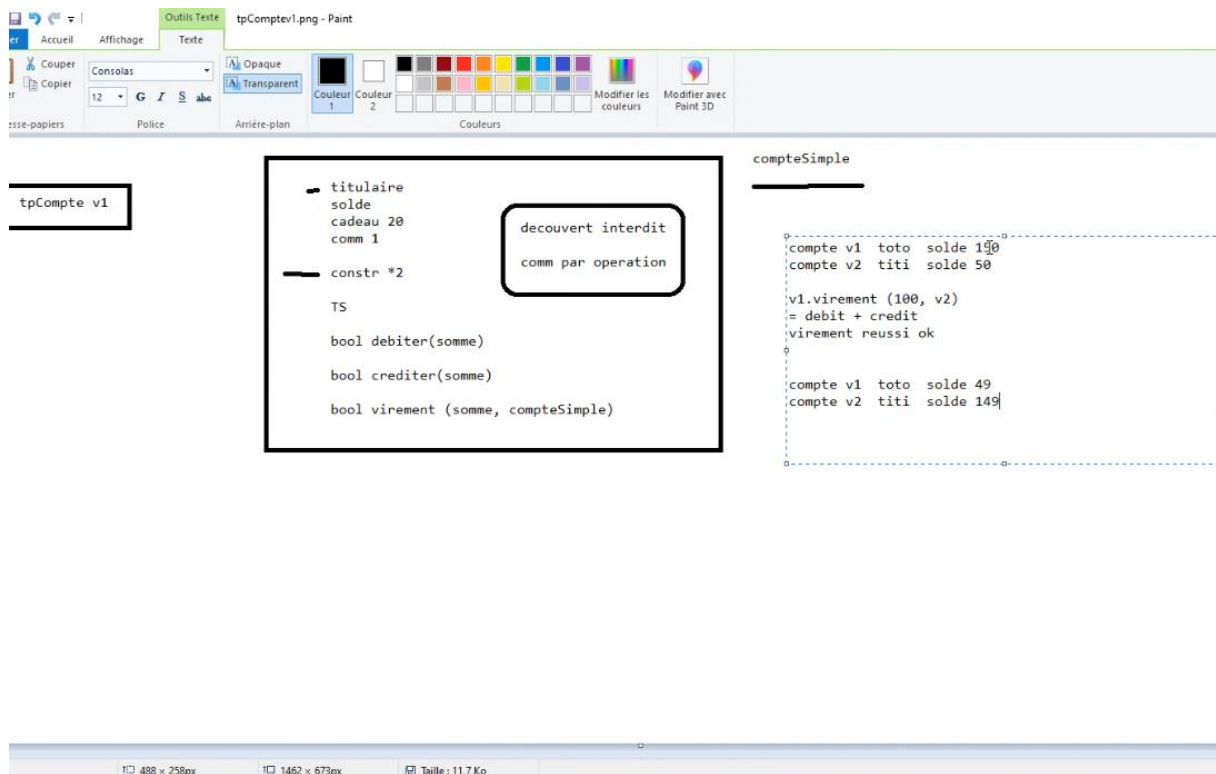 Outils Texte
tpComptev1.png - Paint
Accueil
Affichage
Texte
Couper
Copier
Consolas
12
G I S abc
Opaque
Transparent
Couleur 1
Couleur 2
Modifier les couleurs
Modifier avec Paint 3D
Police
Arrière-plan
Couleurs
tpCompte v1
titulaire
solde
cadeau 20
comm 1
constr *2
TS
bool debiter(somme)
bool crediter(somme)
bool virement (somme, compteSimple)
decouvert interdit
comm par operation
compteSimple
compte v1 toto solde 150
compte v2 titi solde 50
v1.virement (100, v2)
= debit + credit
virement reussi ok
compte v1 toto solde 49
compte v2 titi solde 149
488 × 258px
1462 × 673px
Taille : 11,7 Ko